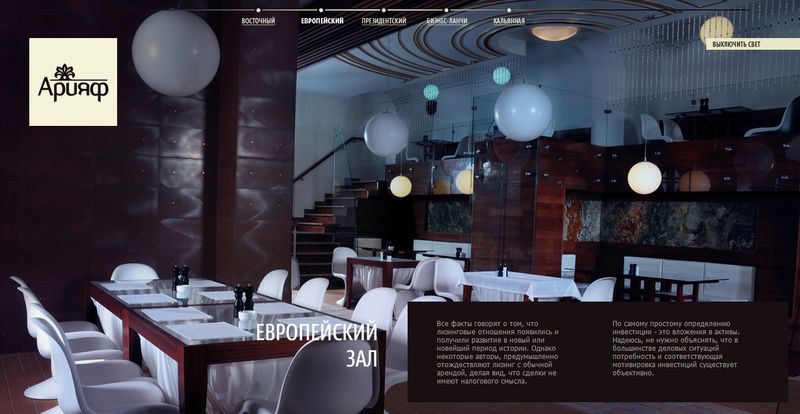 ВОСТОЧНЫЙ ЕВРОПЕЙСКИЙ ПРЕЗИДЕНТСКИЙ БИЗНЕС-ЛАНЧИ КАЛЬЯННАЯ
ВЫКЛЮЧИТЬ СВЕТ
Арияф
ЕВРОПЕЙСКИЙ
ЗАЛ
Все факты говорят о том, что
лизинговые отношения появились и
получили развитие в новый или
новейший период истории. Однако
некоторые авторы, предумышленно
отождествляют лизинг с обычной
арендой, делая вид, что сделки не
имеют налогового смысла.
По самому простому определению
инвестиции - это вложения в активы.
Надеюсь, не нужно объяснять, что в
большинстве деловых ситуаций
потребность и соответствующая
мотивировка инвестиций существует
объективно.